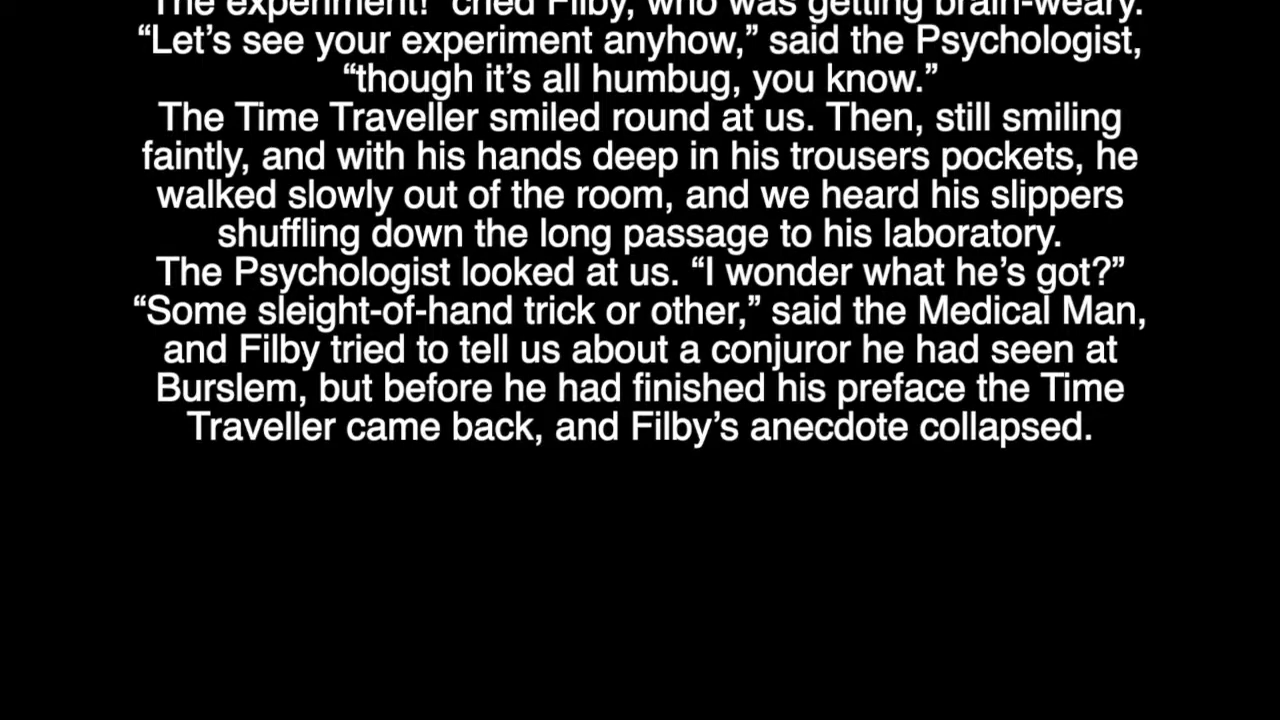 The experiment!” cried Filby, who was getting brain-weary.
“Let’s see your experiment anyhow,” said the Psychologist,
“though it’s all humbug, you know.”
The Time Traveller smiled round at us. Then, still smiling
faintly, and with his hands deep in his trousers pockets, he
walked slowly out of the room, and we heard his slippers
shuffling down the long passage to his laboratory.
The Psychologist looked at us. “I wonder what he’s got?”
“Some sleight-of-hand trick or other,” said the Medical Man,
and Filby tried to tell us about a conjuror he had seen at
Burslem, but before he had finished his preface the Time
Traveller came back, and Filby’s anecdote collapsed.